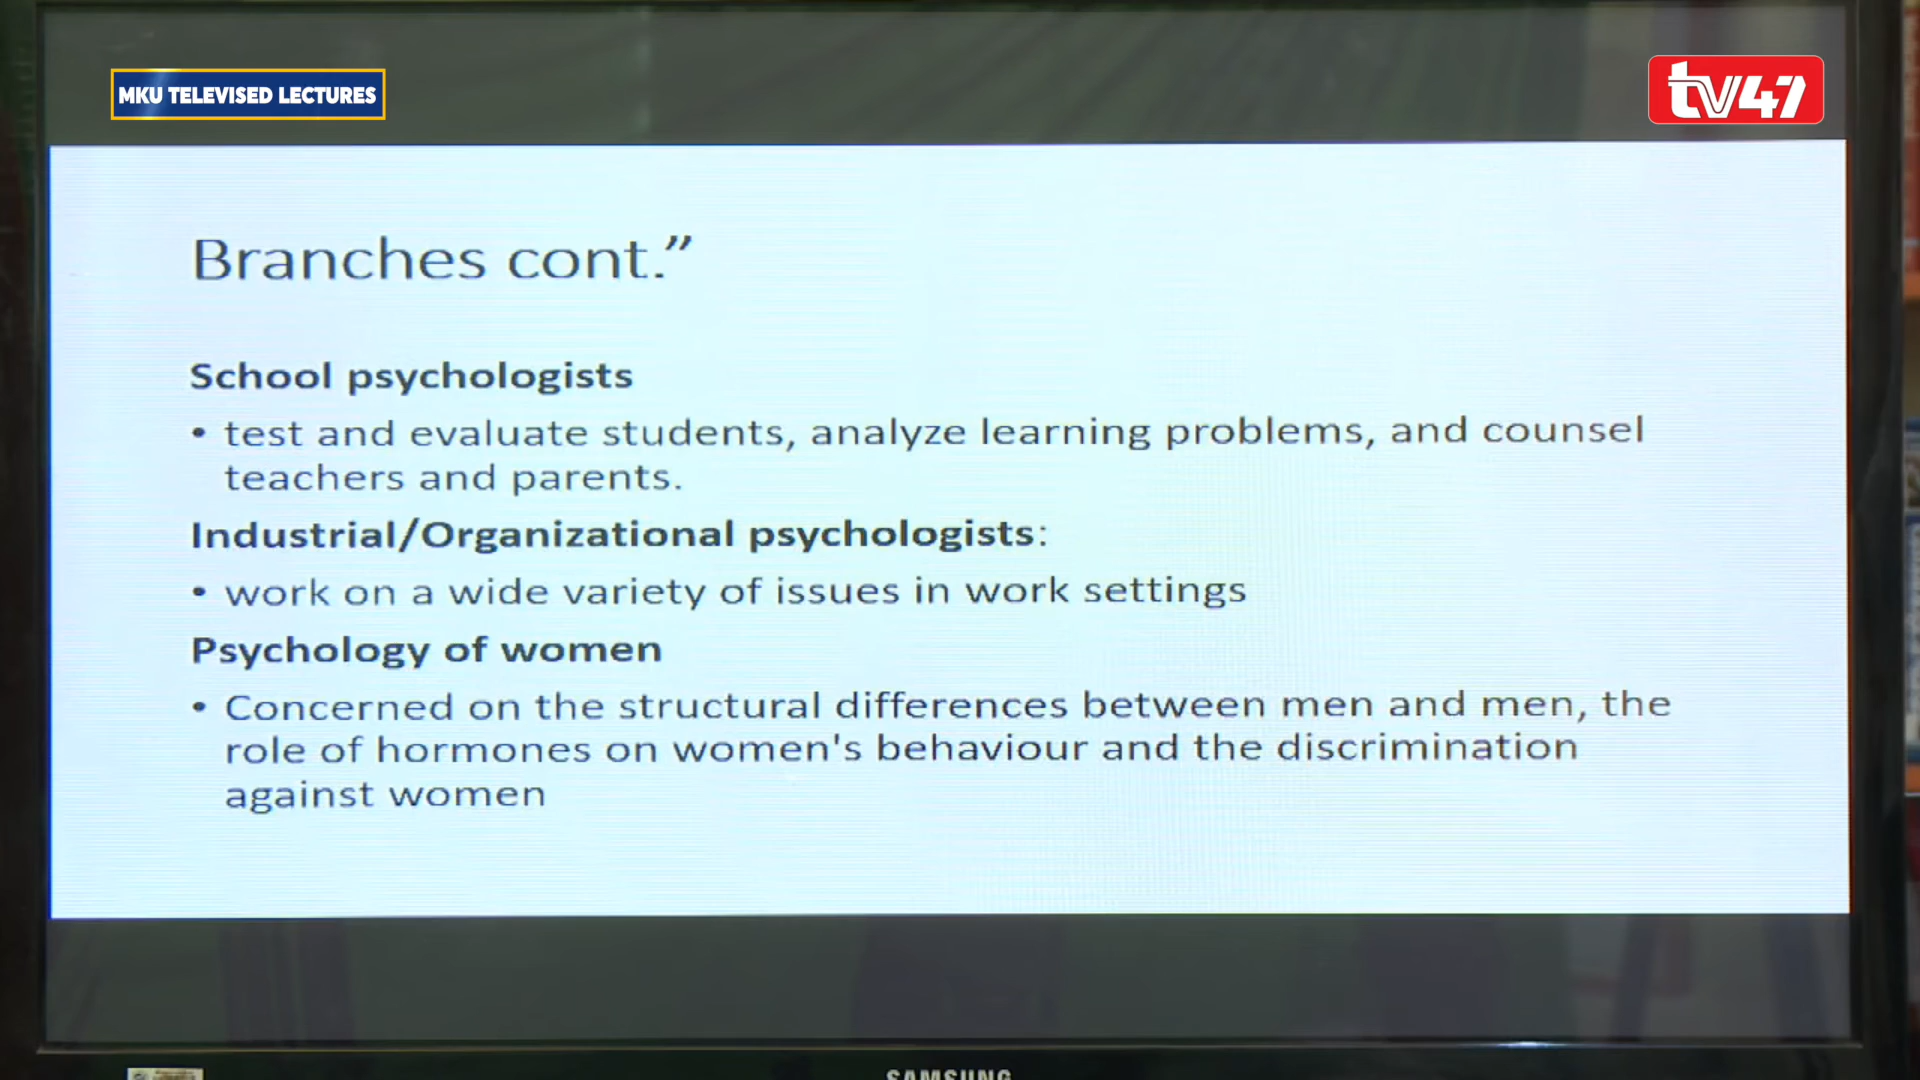 MKU TELEVISED LECTURES
tv47
Branches cont.”
School psychologists
• test and evaluate students, analyze learning problems, and counsel
teachers and parents.
Industrial/Organizational psychologists:
• work on a wide variety of issues in work settings
Psychology of women
• Concerned on the structural differences between men and men, the
role of hormones on women's behaviour and the discrimination
against women
SAMSUNG